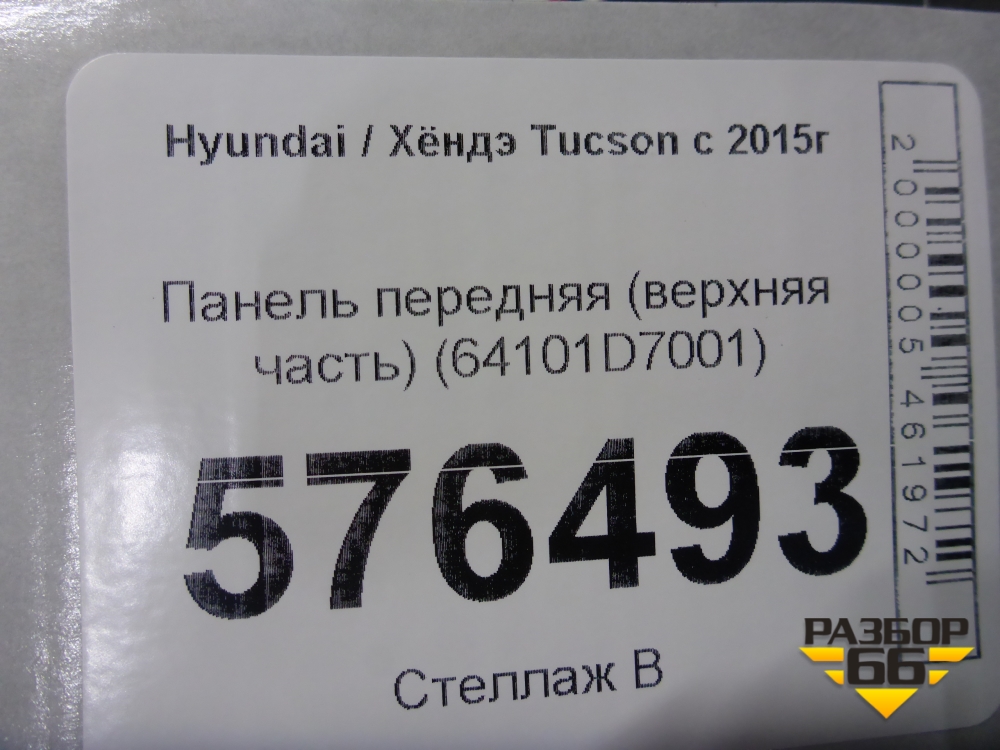 Hyundai / Хёндэ Tucson с 2015г
Панель передняя (верхняя
часть) (64101D7001)
576493
Стеллаж В
2000005461972
РАЗБОР
66